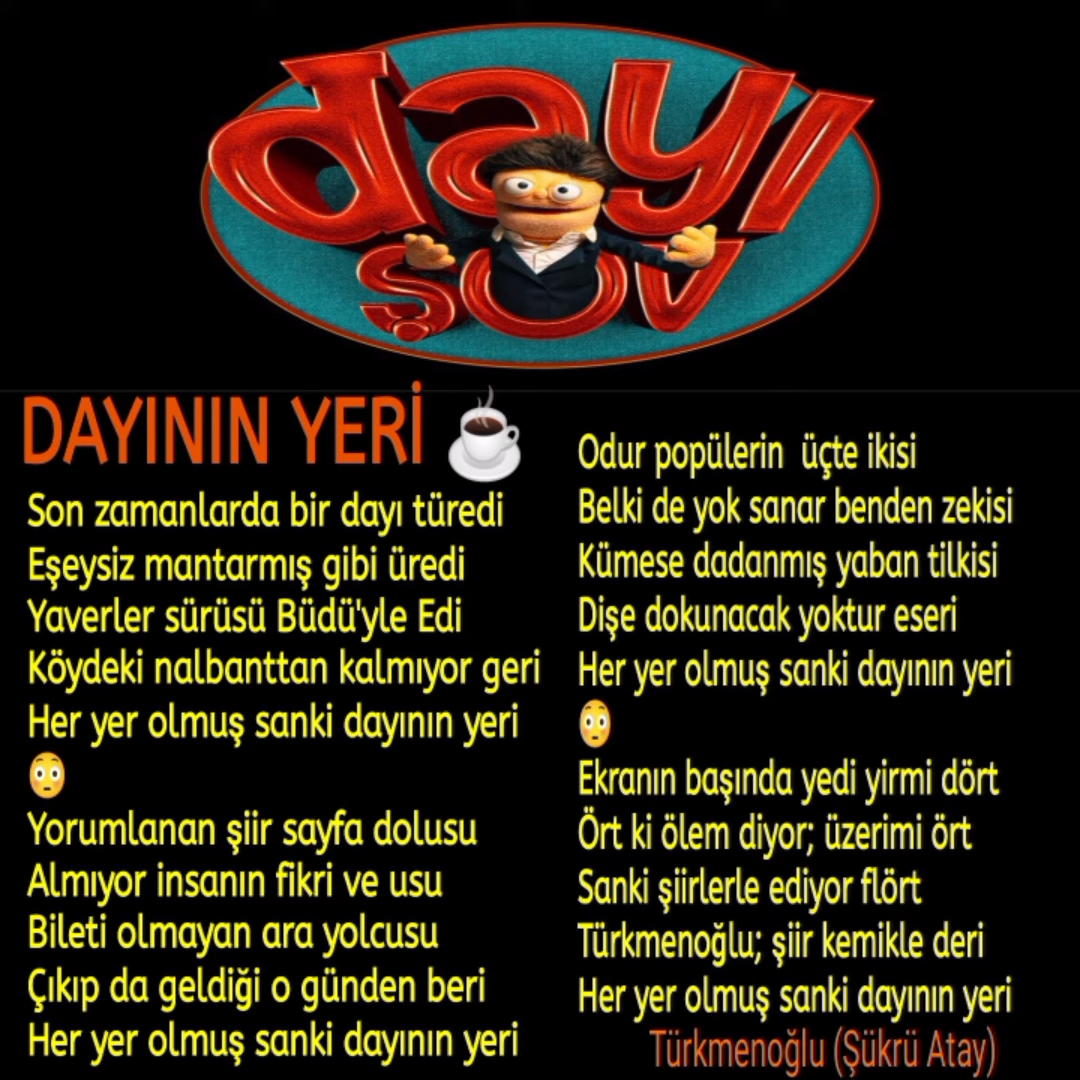 dayı
şov
DAYININ YERİ ☕
Son zamanlarda bir dayı türedi
Eşeysiz mantarmış gibi üredi
Yaverler sürüsü Büdü'yle Edi
Köydeki nalbanttan kalmıyor geri
Her yer olmuş sanki dayının yeri
😳
Yorumlanan şiir sayfa dolusu
Almıyor insanın fikri ve usu
Bileti olmayan ara yolcusu
Çıkıp da geldiği o günden beri
Her yer olmuş sanki dayının yeri
Odur popülerin üçte ikisi
Belki de yok sanar benden zekisi
Kümese dadanmış yaban tilkisi
Dişe dokunacak yoktur eseri
Her yer olmuş sanki dayının yeri
😳
Ekranın başında yedi yirmi dört
Ört ki ölem diyor; üzerimi ört
Sanki şiirlerle ediyor flört
Türkmenoğlu; şiir kemikle deri
Her yer olmuş sanki dayının yeri
Türkmenoğlu (Şükrü Atay)